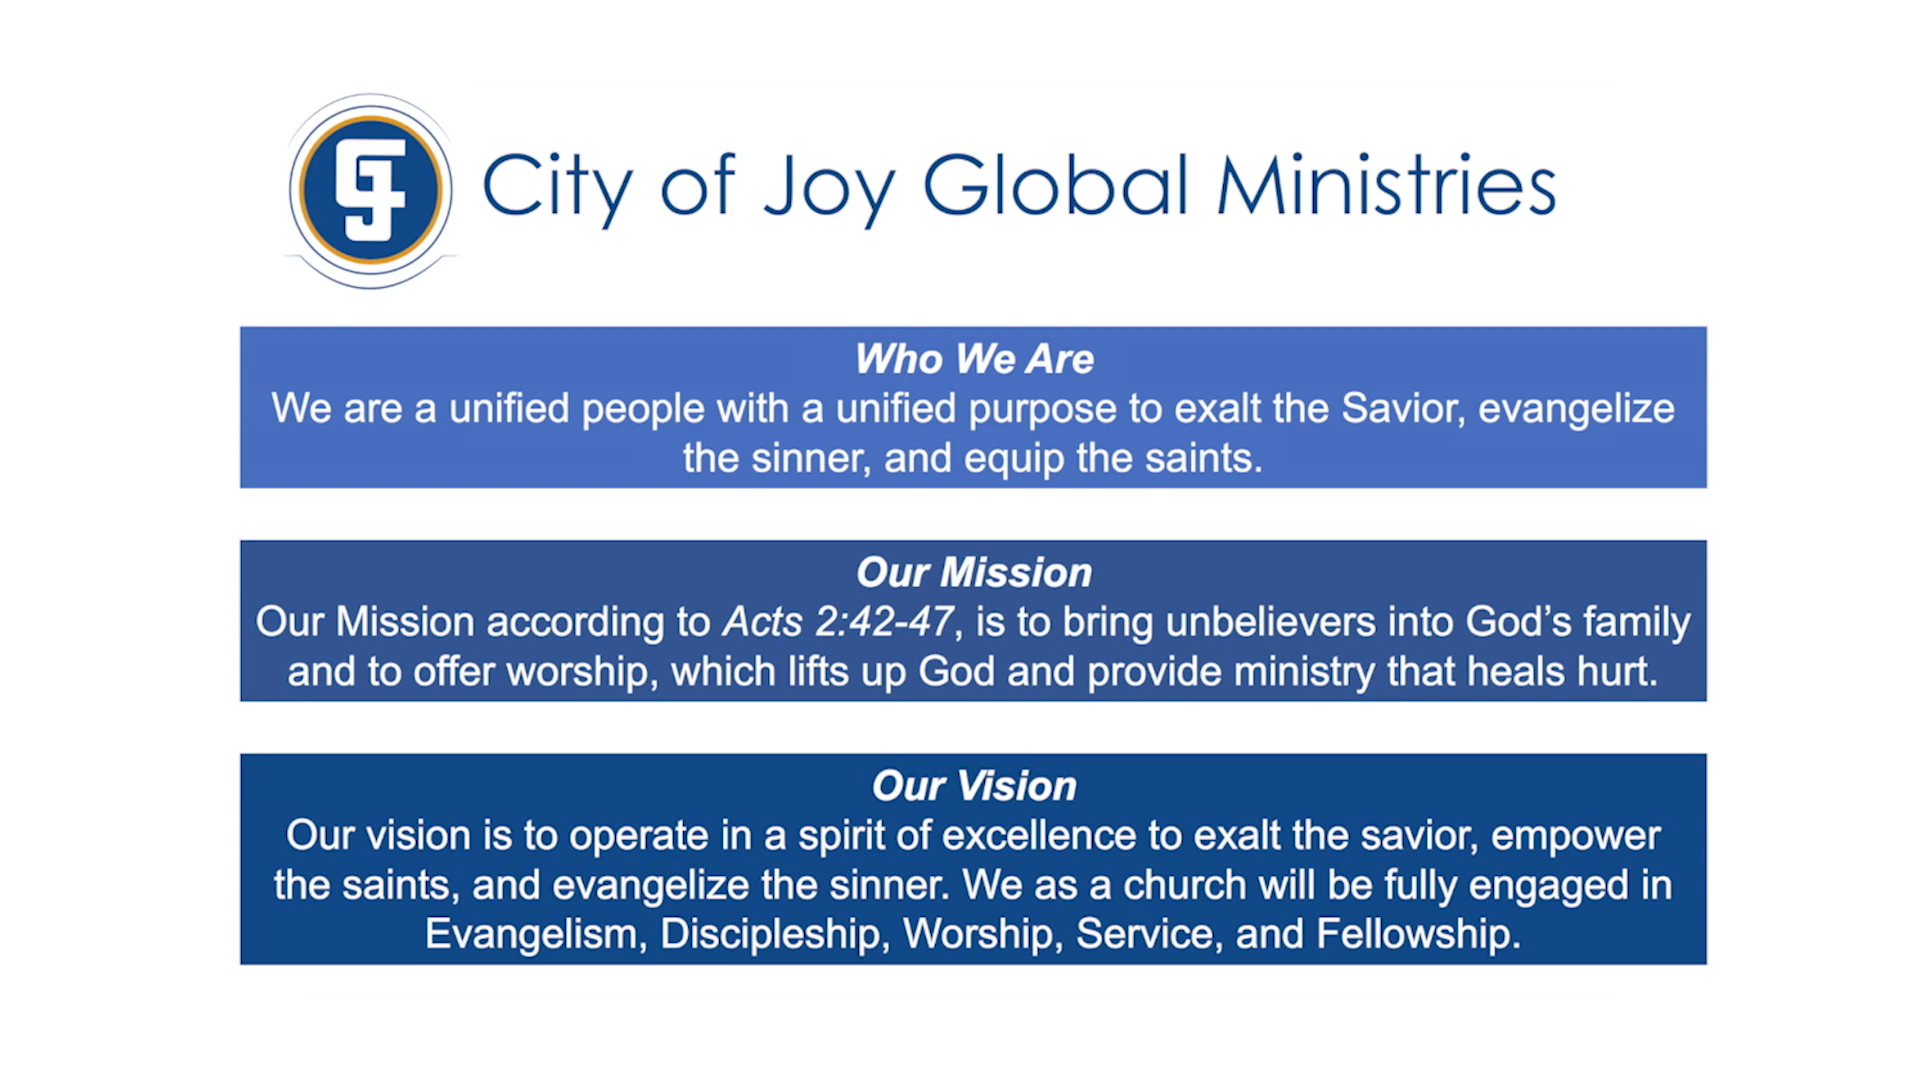 City of Joy Global Ministries
Who We Are
We are a unified people with a unified purpose to exalt the Savior, evangelize
the sinner, and equip the saints.
Our Mission
Our Mission according to Acts 2:42-47, is to bring unbelievers into God’s family
and to offer worship, which lifts up God and provide ministry that heals hurt.
Our Vision
Our vision is to operate in a spirit of excellence to exalt the savior, empower
the saints, and evangelize the sinner. We as a church will be fully engaged in
Evangelism, Discipleship, Worship, Service, and Fellowship.